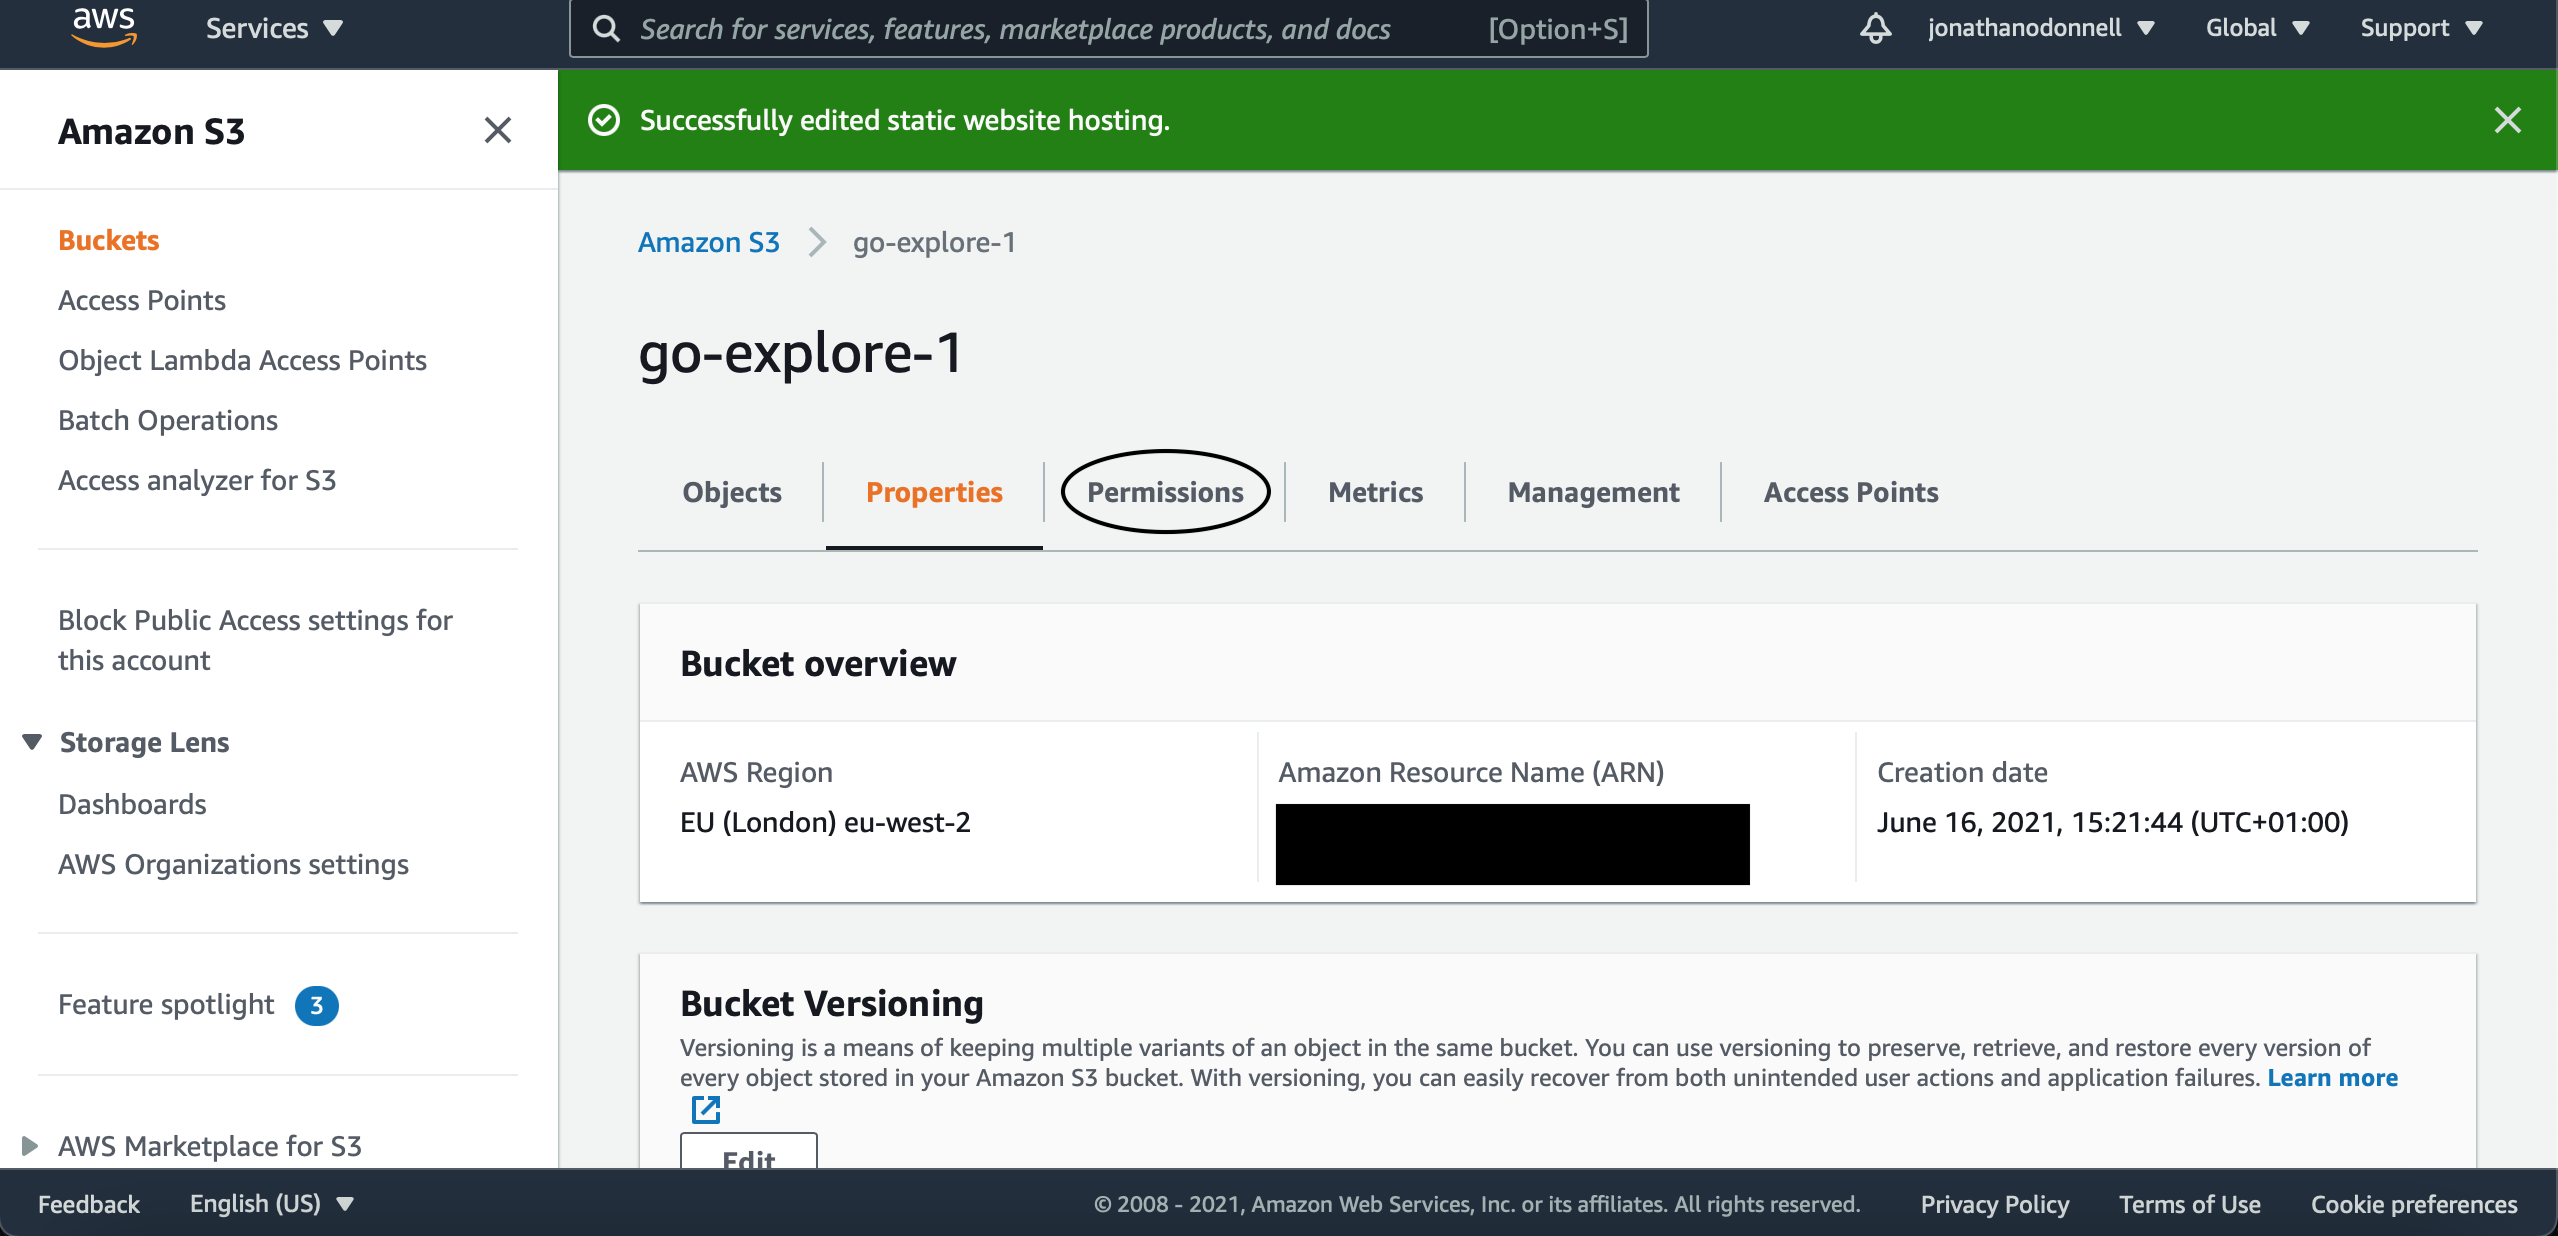 aws
Services
Search for services, features, marketplace products, and docs [Option+S]
jonathanodonnell
Global
Support
Amazon S3
Successfully edited static website hosting.
Buckets
Access Points
Object Lambda Access Points
Batch Operations
Access analyzer for S3
Block Public Access settings for
this account
Storage Lens
Dashboards
AWS Organizations settings
Feature spotlight 3
AWS Marketplace for S3
Amazon S3 go-explore-1
go-explore-1
Objects Properties Permissions Metrics Management Access Points
Bucket overview
AWS Region
EU (London) eu-west-2
Amazon Resource Name (ARN)
Creation date
June 16, 2021, 15:21:44 (UTC+01:00)
Bucket Versioning
Versioning is a means of keeping multiple variants of an object in the same bucket. You can use versioning to preserve, retrieve, and restore every version of
every object stored in your Amazon S3 bucket. With versioning, you can easily recover from both unintended user actions and application failures. Learn more
Edit
Feedback English (US) © 2008 - 2021, Amazon Web Services, Inc. or its affiliates. All rights reserved. Privacy Policy Terms of Use Cookie preferences